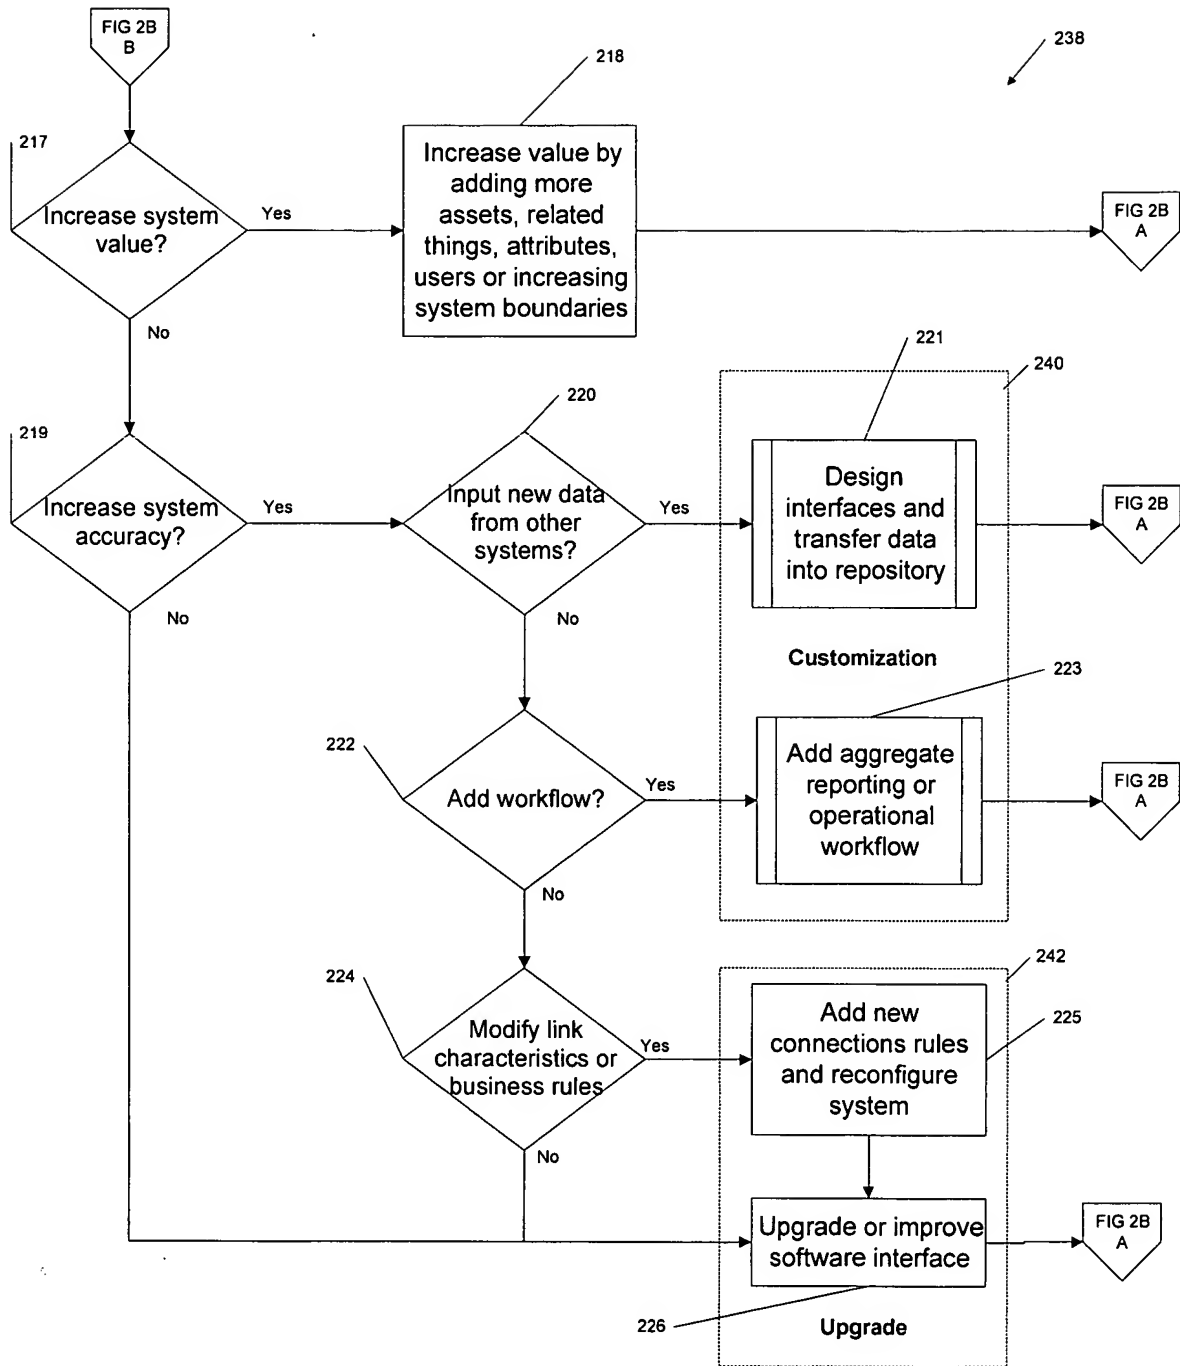 FIG 2B
B
238
218
217
Increase system
value?
Yes
No
Increase value by
adding more
assets, related
things, attributes,
users or increasing
system boundaries
FIG 2B
A
221
240
220
219
Increase system
accuracy?
Yes
No
Input new data
from other
systems?
Yes
No
Design
interfaces and
transfer data
into repository
FIG 2B
A
Customization
223
222
Add workflow?
Yes
No
Add aggregate
reporting or
operational
workflow
FIG 2B
A
224
242
Modify link
characteristics or
business rules
Yes
No
Add new
connections rules
and reconfigure
system
225
Upgrade or improve
software interface
FIG 2B
A
226
Upgrade